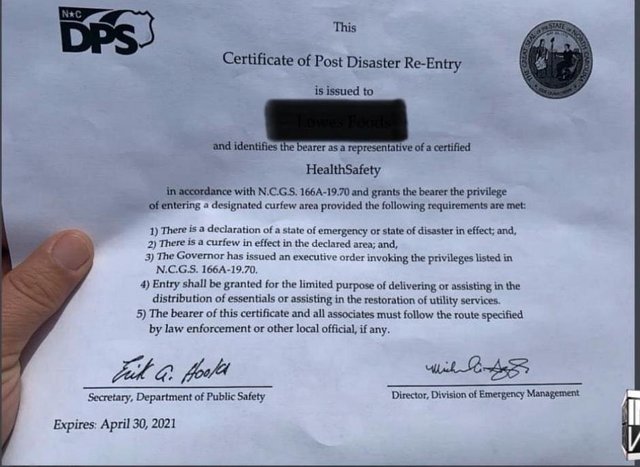 N★C
DPS
This
Certificate of Post Disaster Re-Entry
is issued to
Lowes Foods
and identifies the bearer as a representative of a certified
HealthSafety
in accordance with N.C.G.S. 166A-19.70 and grants the bearer the privilege
of entering a designated curfew area provided the following requirements are met:
1) There is a declaration of a state of emergency or state of disaster in effect; and,
2) There is a curfew in effect in the declared area; and,
3) The Governor has issued an executive order invoking the privileges listed in
N.C.G.S. 166A-19.70.
4) Entry shall be granted for the limited purpose of delivering or assisting in the
distribution of essentials or assisting in the restoration of utility services.
5) The bearer of this certificate and all associates must follow the route specified
by law enforcement or other local official, if any.
Erik A. Hooks
Secretary, Department of Public Safety
Director, Division of Emergency Management
Expires: April 30, 2021